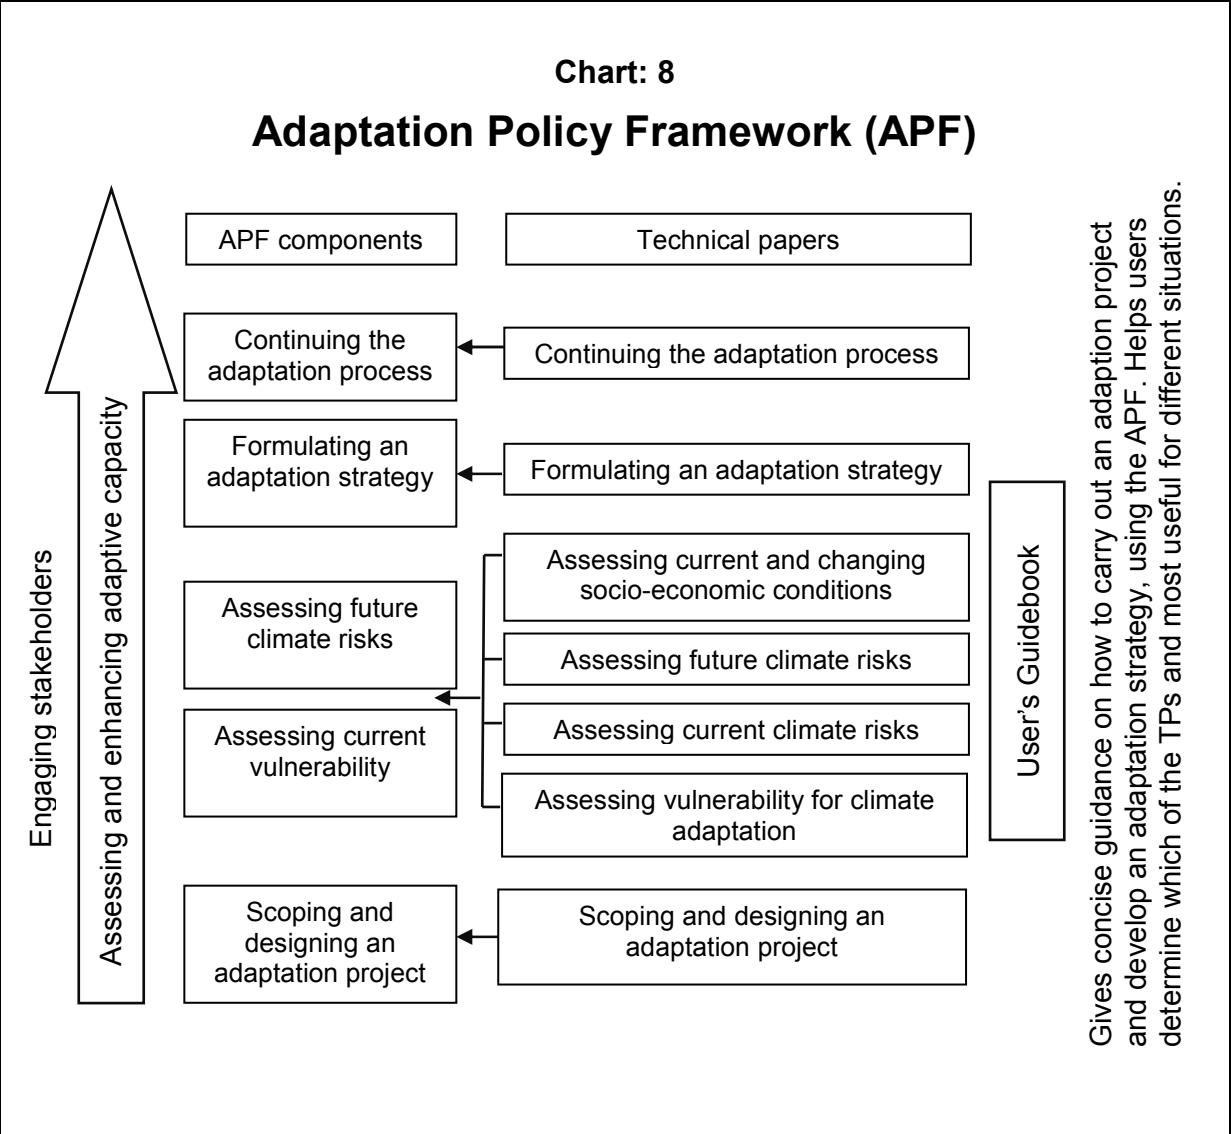 Chart: 8
Adaptation Policy Framework (APF)
Engaging stakeholders
Assessing and enhancing adaptive capacity
APF components
Technical papers
Continuing the
adaptation process
Continuing the adaptation process
Formulating an
adaptation strategy
Formulating an adaptation strategy
Assessing future
climate risks
Assessing current
vulnerability
Assessing current and changing
socio-economic conditions
Assessing future climate risks
Assessing current climate risks
Assessing vulnerability for climate
adaptation
Scoping and
designing an
adaptation project
Scoping and designing an
adaptation project
User's Guidebook
Gives concise guidance on how to carry out an adaption project
and develop an adaptation strategy, using the APF. Helps users
determine which of the TPs and most useful for different situations.